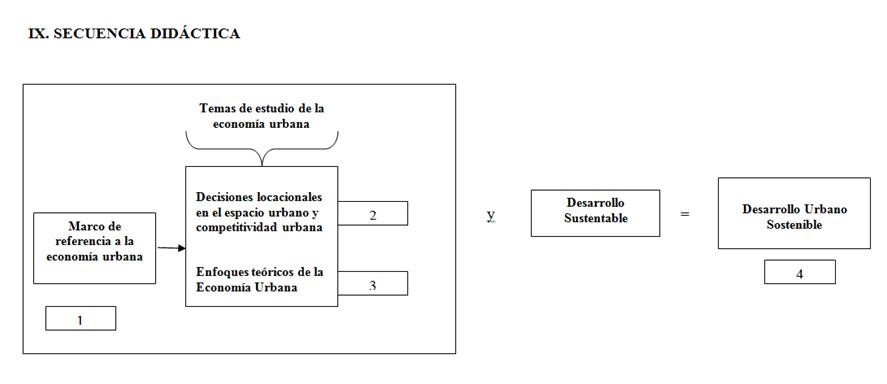 IX. SECUENCIA DIDÁCTICA
Temas de estudio de la
economía urbana
Marco de
referencia a la
economía urbana
1
Decisiones locacionales
en el espacio urbano y
competitividad urbana
2
Enfoques teóricos de la
Economía Urbana
3
y
Desarrollo
Sustentable
=
Desarrollo Urbano
Sostenible
4